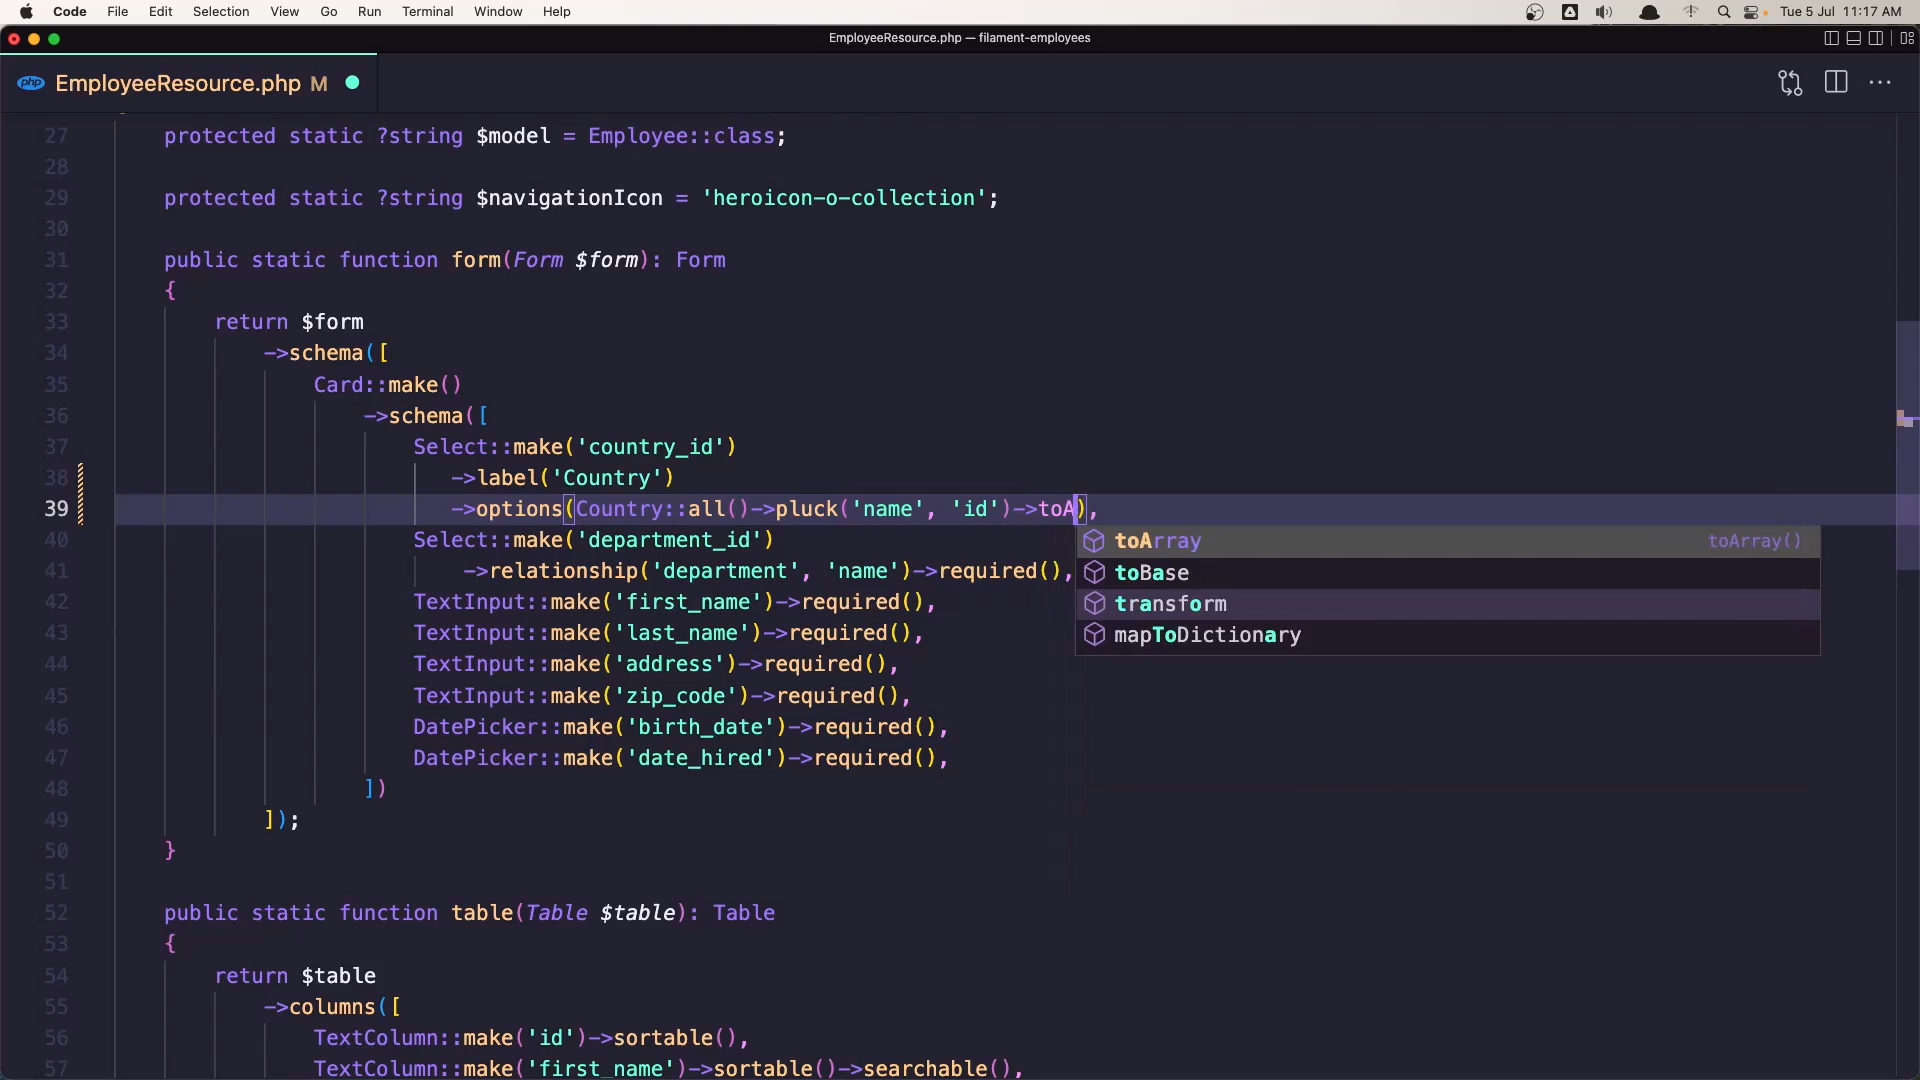 Code File Edit Selection View Go Run Terminal Window Help Tue 5 Jul 11:17 AM
EmployeeResource.php — filament-employees
php EmployeeResource.php M
27 protected static ?string $model = Employee::class;
28
29 protected static ?string $navigationIcon = 'heroicon-o-collection';
30
31 public static function form(Form $form): Form
32 {
33 return $form
34 ->schema([
35 Card::make()
36 ->schema([
37 Select::make('country_id')
38 ->label('Country')
39 ->options(Country::all()->pluck('name', 'id')->toA),
40 Select::make('department_id')
toArray toArray()
41 ->relationship('department', 'name')->required(),
toBase
42 TextInput::make('first_name')->required(),
transform
43 TextInput::make('last_name')->required(),
mapToDictionary
44 TextInput::make('address')->required(),
45 TextInput::make('zip_code')->required(),
46 DatePicker::make('birth_date')->required(),
47 DatePicker::make('date_hired')->required(),
48 ])
49 ]);
50 }
51
52 public static function table(Table $table): Table
53 {
54 return $table
55 ->columns([
56 TextColumn::make('id')->sortable(),
57 TextColumn::make('first_name')->sortable()->searchable(),